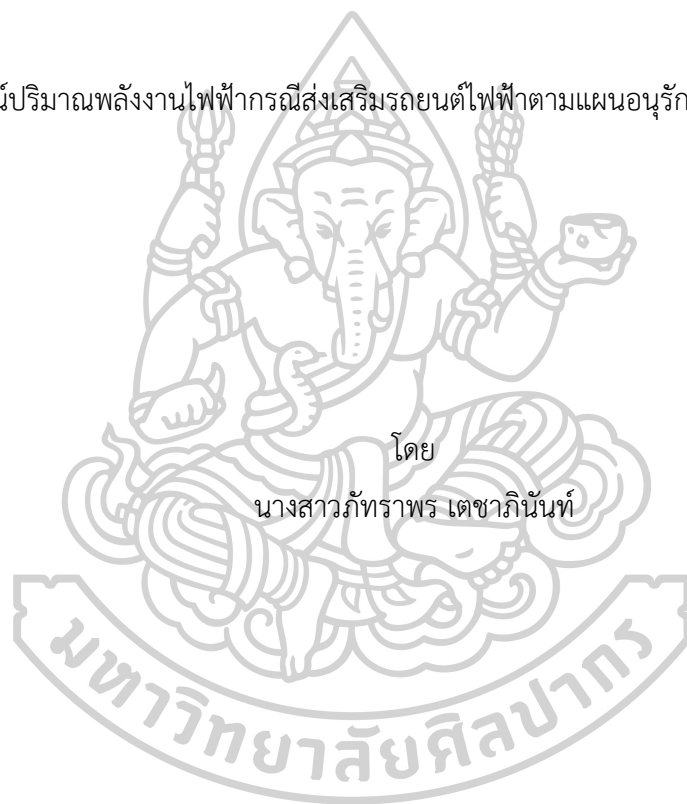 ปริมาณพลังงานไฟฟ้ากรณีส่งเสริมรถยนต์ไฟฟ้าตามแผนอนุรัก
โดย
นางสาวภัทราพร เตชาภินันท์
มหาวิทยาลัยศิลปากร